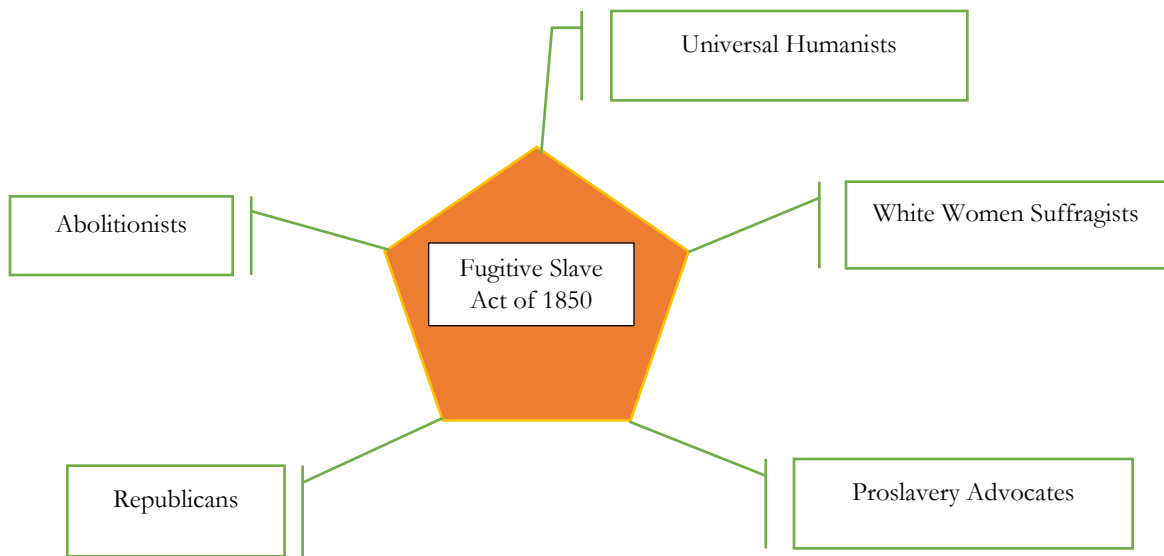 Universal Humanists
White Women Suffragists
Abolitionists
Fugitive Slave
Act of 1850
Republicans
Proslavery Advocates